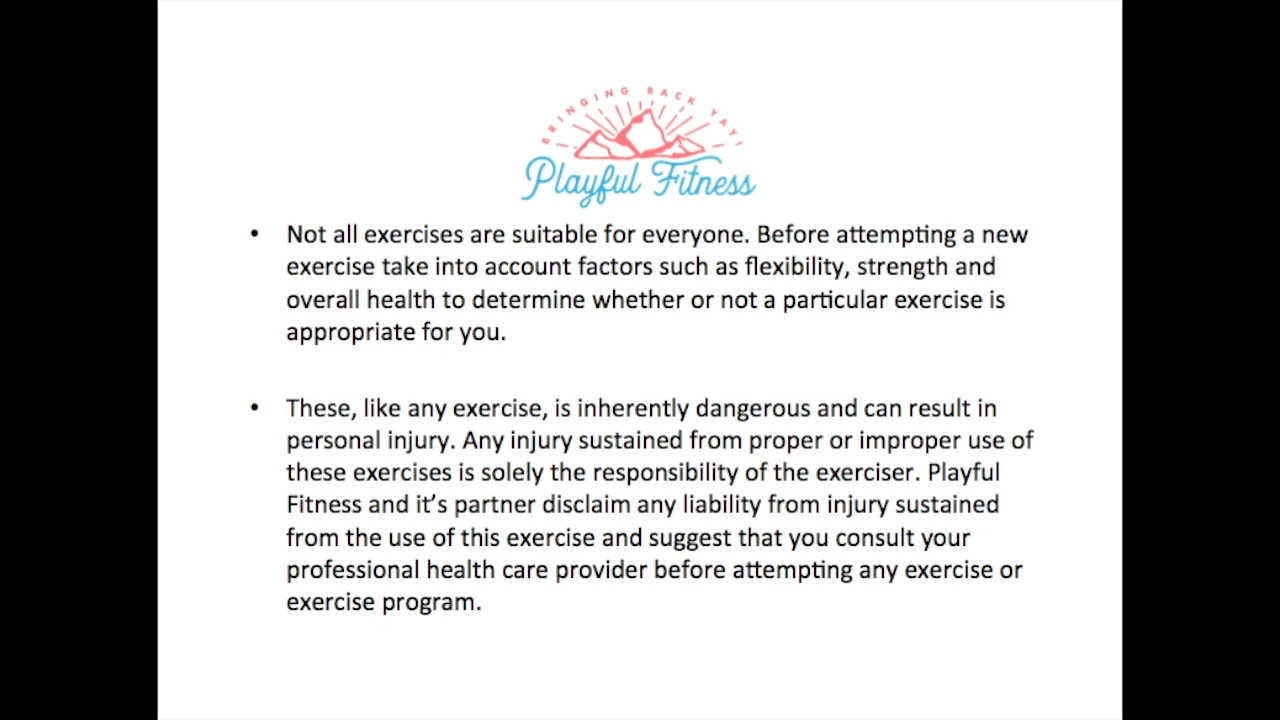 BRINGING BACK YAY!
Playful Fitness
• Not all exercises are suitable for everyone. Before attempting a new
exercise take into account factors such as flexibility, strength and
overall health to determine whether or not a particular exercise is
appropriate for you.
• These, like any exercise, is inherently dangerous and can result in
personal injury. Any injury sustained from proper or improper use of
these exercises is solely the responsibility of the exerciser. Playful
Fitness and it’s partner disclaim any liability from injury sustained
from the use of this exercise and suggest that you consult your
professional health care provider before attempting any exercise or
exercise program.